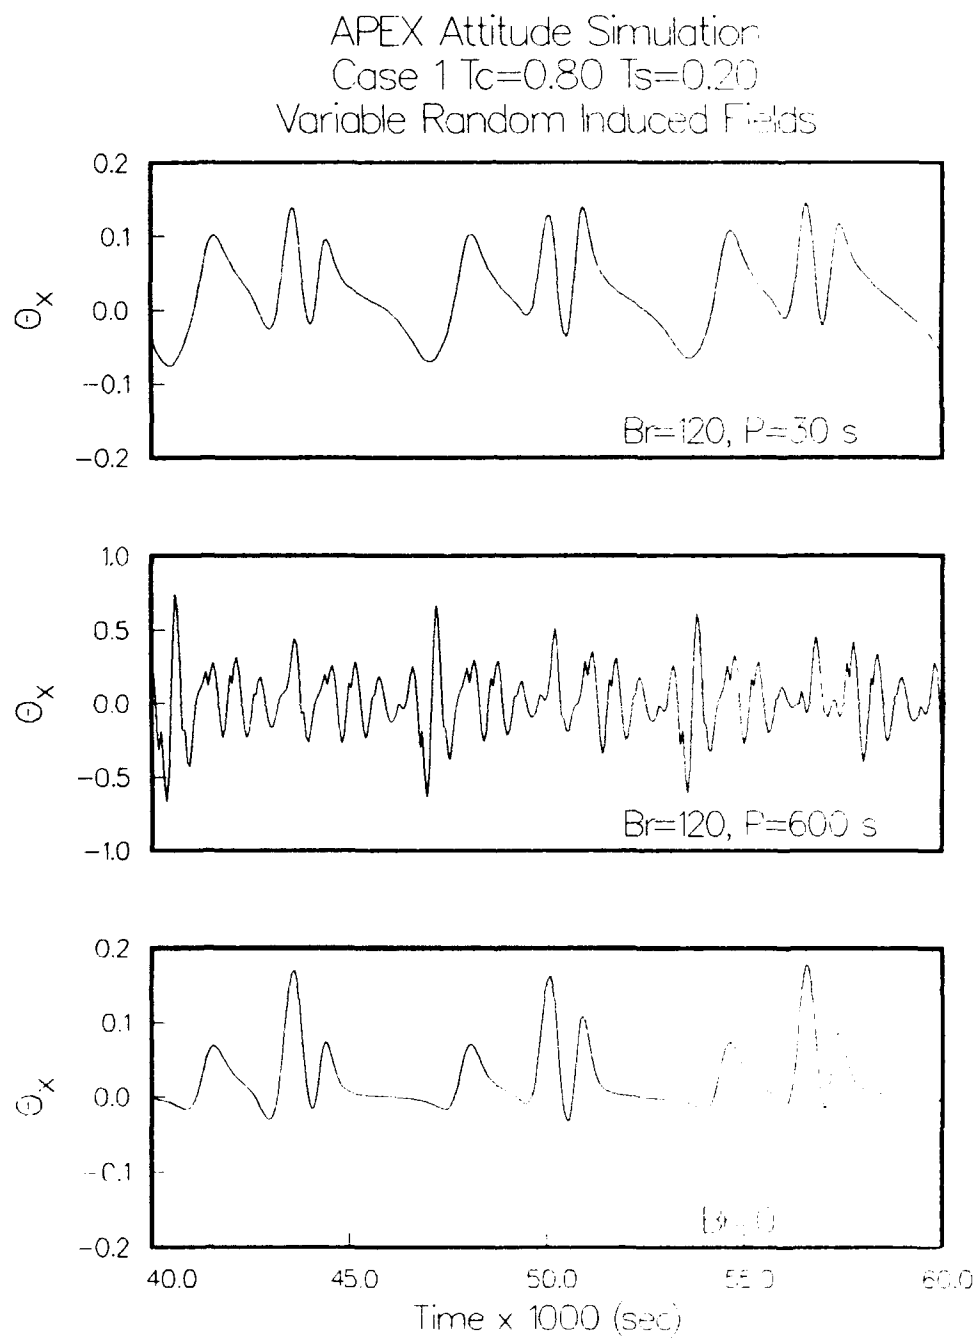 APEX Attitude Simulation
Case 1 Tc=0.80 Ts=0.20
Variable Random Induced Fields
0.2
0.1
0.0
−0.1
−0.2
Θx
Br=120, P=30 s
1.0
0.5
0.0
−0.5
−1.0
Θx
Br=120, P=600 s
0.2
0.1
0.0
−0.1
−0.2
Θx
Br=0
40.0 45.0 50.0 55.0 60.0
Time x 1000 (sec)